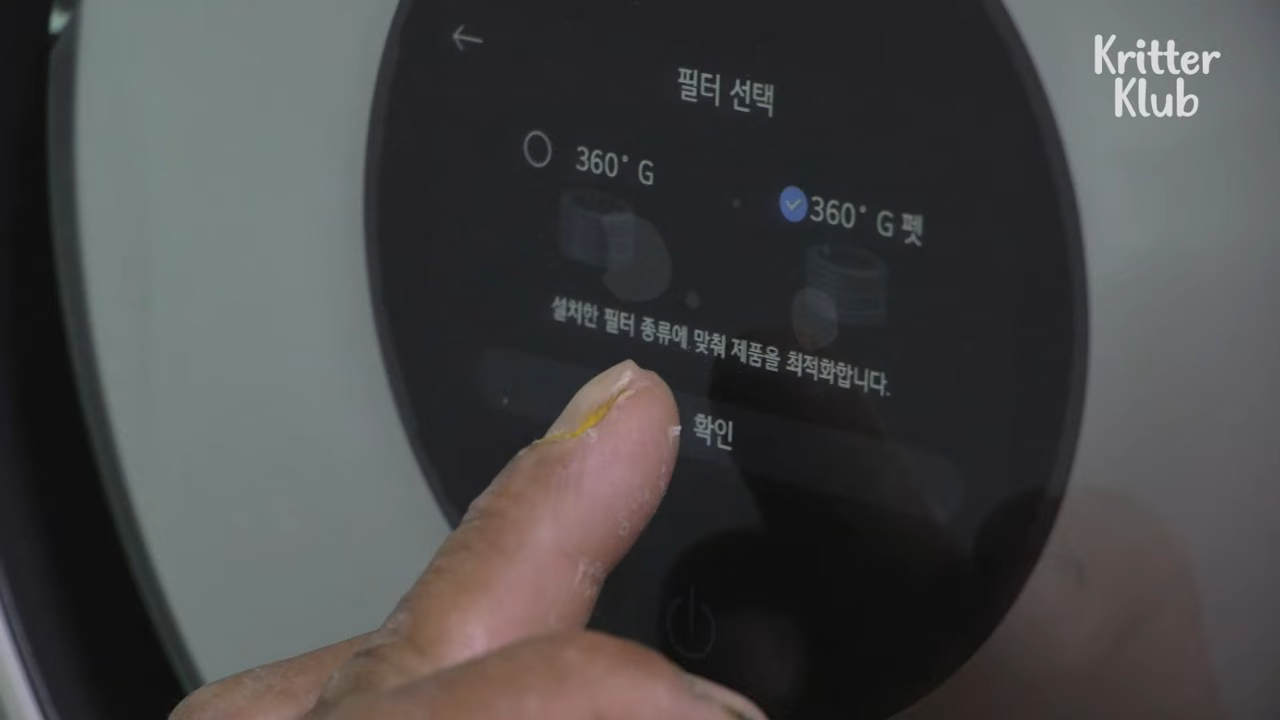 Kritter
Klub
필터 선택
360° G
360° G 펫
설치한 필터 종류에 맞춰 제품을 최적화합니다.
확인